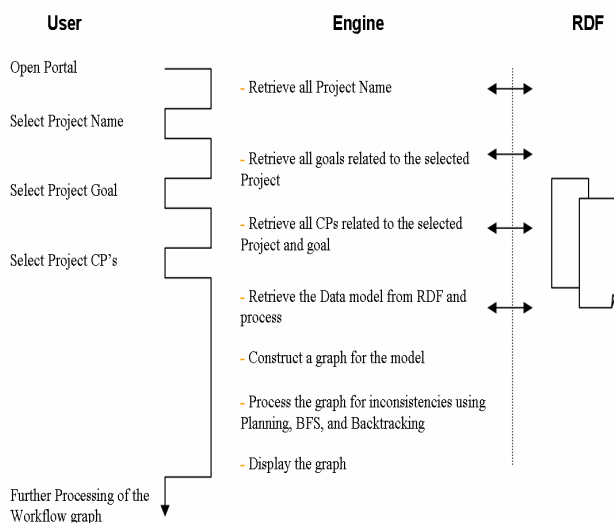 User
Engine
RDF
Open Portal
- Retrieve all Project Name
Select Project Name
- Retrieve all goals related to the selected
Project
Select Project Goal
- Retrieve all CPs related to the selected
Project and goal
Select Project CP's
- Retrieve the Data model from RDF and
process
- Construct a graph for the model
- Process the graph for inconsistencies using
Planning, BFS, and Backtracking
- Display the graph
Further Processing of the
Workflow graph